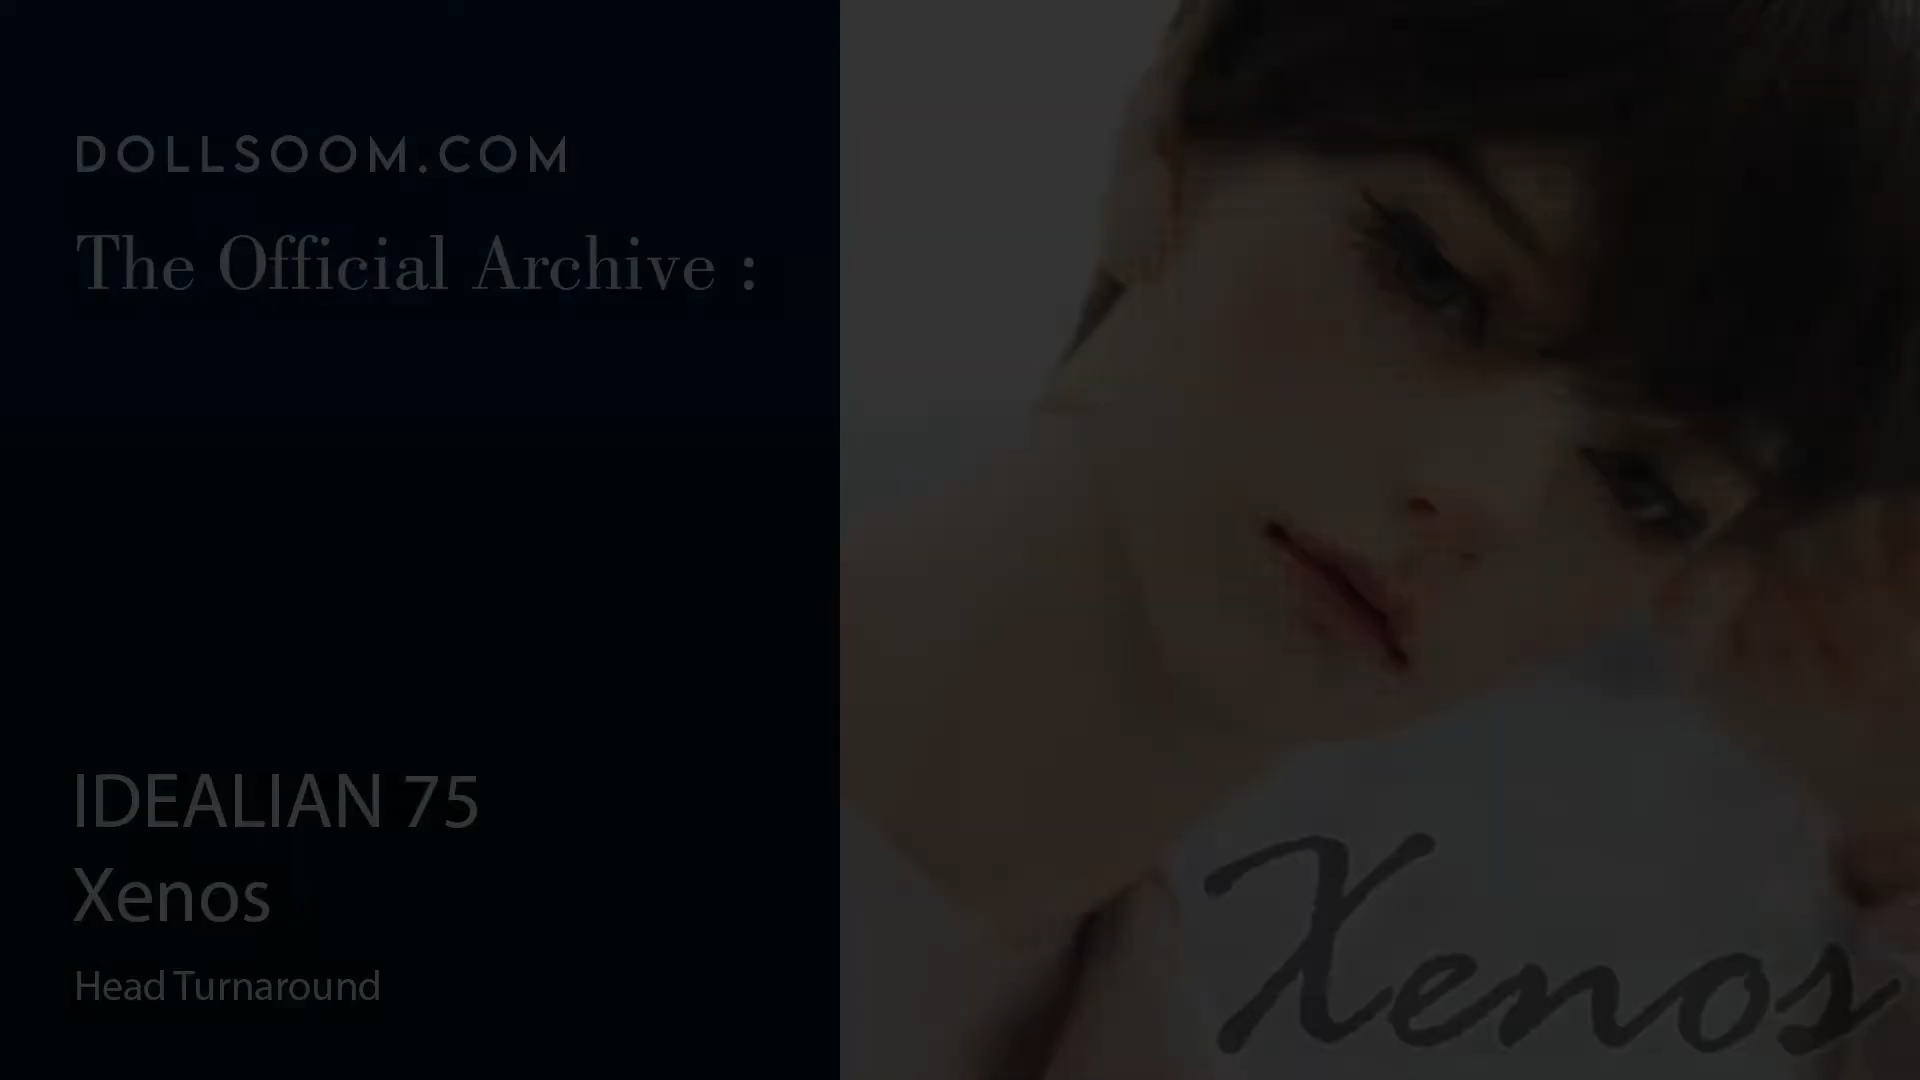 DOLLSOOM.COM
The Official Archive :
IDEALIAN 75
Xenos
Head Turnaround
Xenos